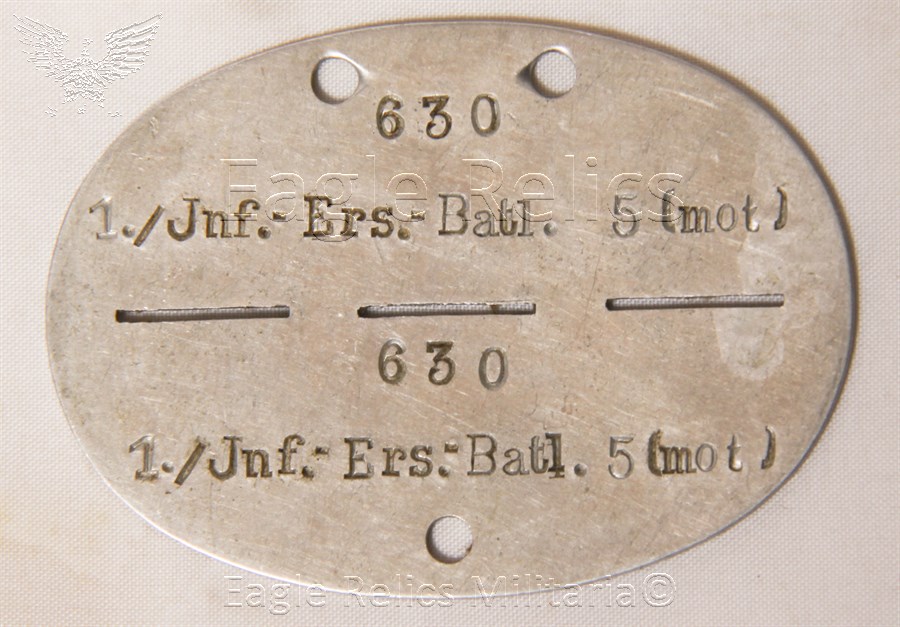 630
Eagle Relics
1./Jnf.-Ers.-Batl. 5(mot)
630
1./Jnf.-Ers.-Batl. 5(mot)
Eagle Relics Militaria©